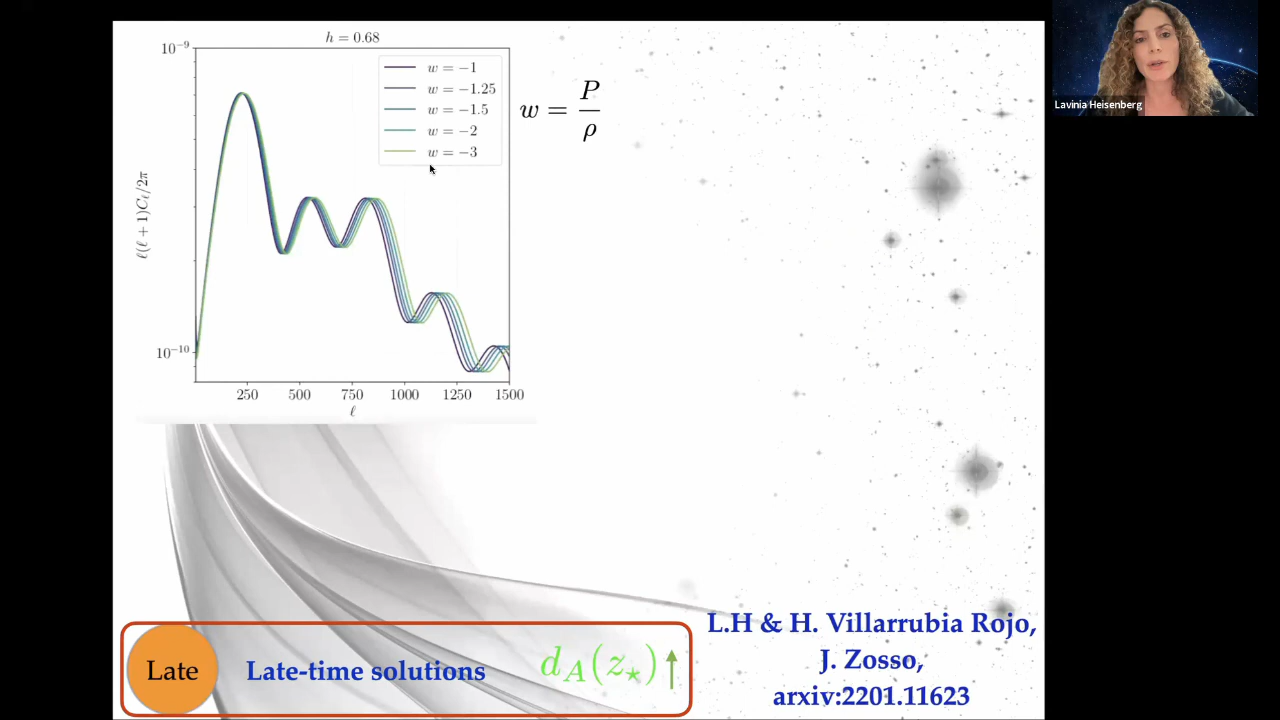 h = 0.68
10⁻⁹
w = −1
w = −1.25
w = −1.5
w = −2
w = −3
w = P/ρ
Lavinia Heisenberg
ℓ(ℓ + 1)Cℓ/2π
10⁻¹⁰
250 500 750 1000 1250 1500
ℓ
Late
Late-time solutions
d_A(z⋆) ↑
L.H & H. Villarrubia Rojo,
J. Zosso,
arxiv:2201.11623